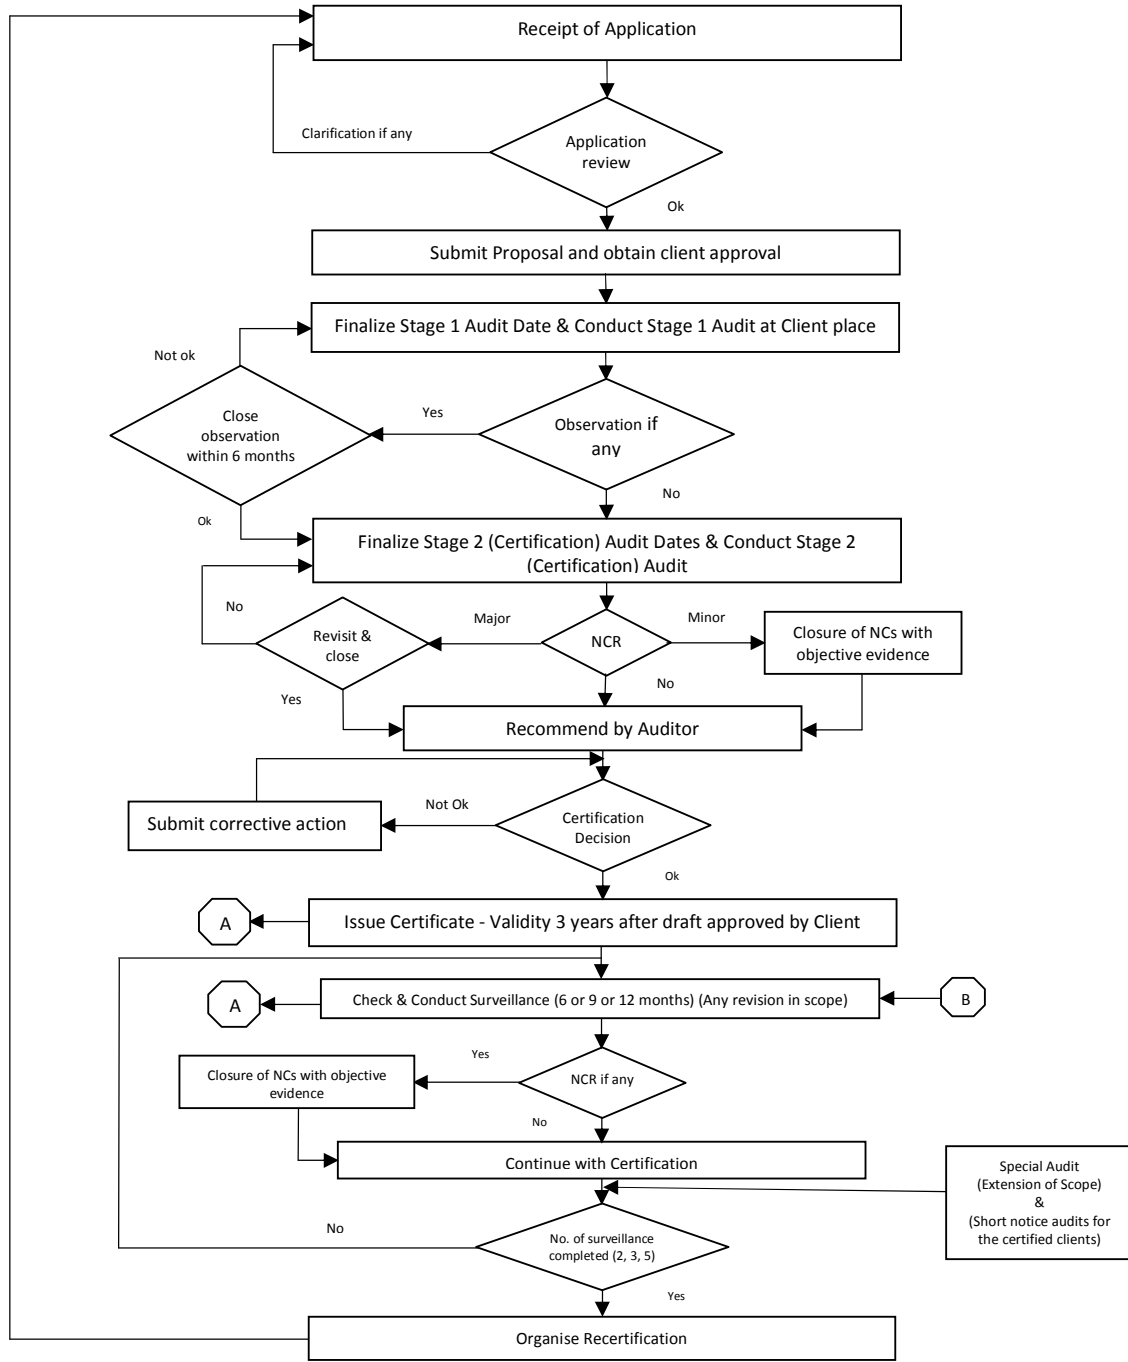 Receipt of Application
Clarification if any
Application
review
Ok
Submit Proposal and obtain client approval
Finalize Stage 1 Audit Date & Conduct Stage 1 Audit at Client place
Not ok
Close
observation
within 6 months
Yes
Observation if
any
No
Ok
Finalize Stage 2 (Certification) Audit Dates & Conduct Stage 2
(Certification) Audit
No
Revisit &
close
Major
NCR
Minor
Closure of NCs with
objective evidence
Yes
No
Recommend by Auditor
Submit corrective action
Not Ok
Certification
Decision
Ok
A
Issue Certificate - Validity 3 years after draft approved by Client
A
Check & Conduct Surveillance (6 or 9 or 12 months) (Any revision in scope)
B
Closure of NCs with objective
evidence
Yes
NCR if any
No
Continue with Certification
Special Audit
(Extension of Scope)
&
(Short notice audits for
the certified clients)
No
No. of surveillance
completed (2, 3, 5)
Yes
Organise Recertification